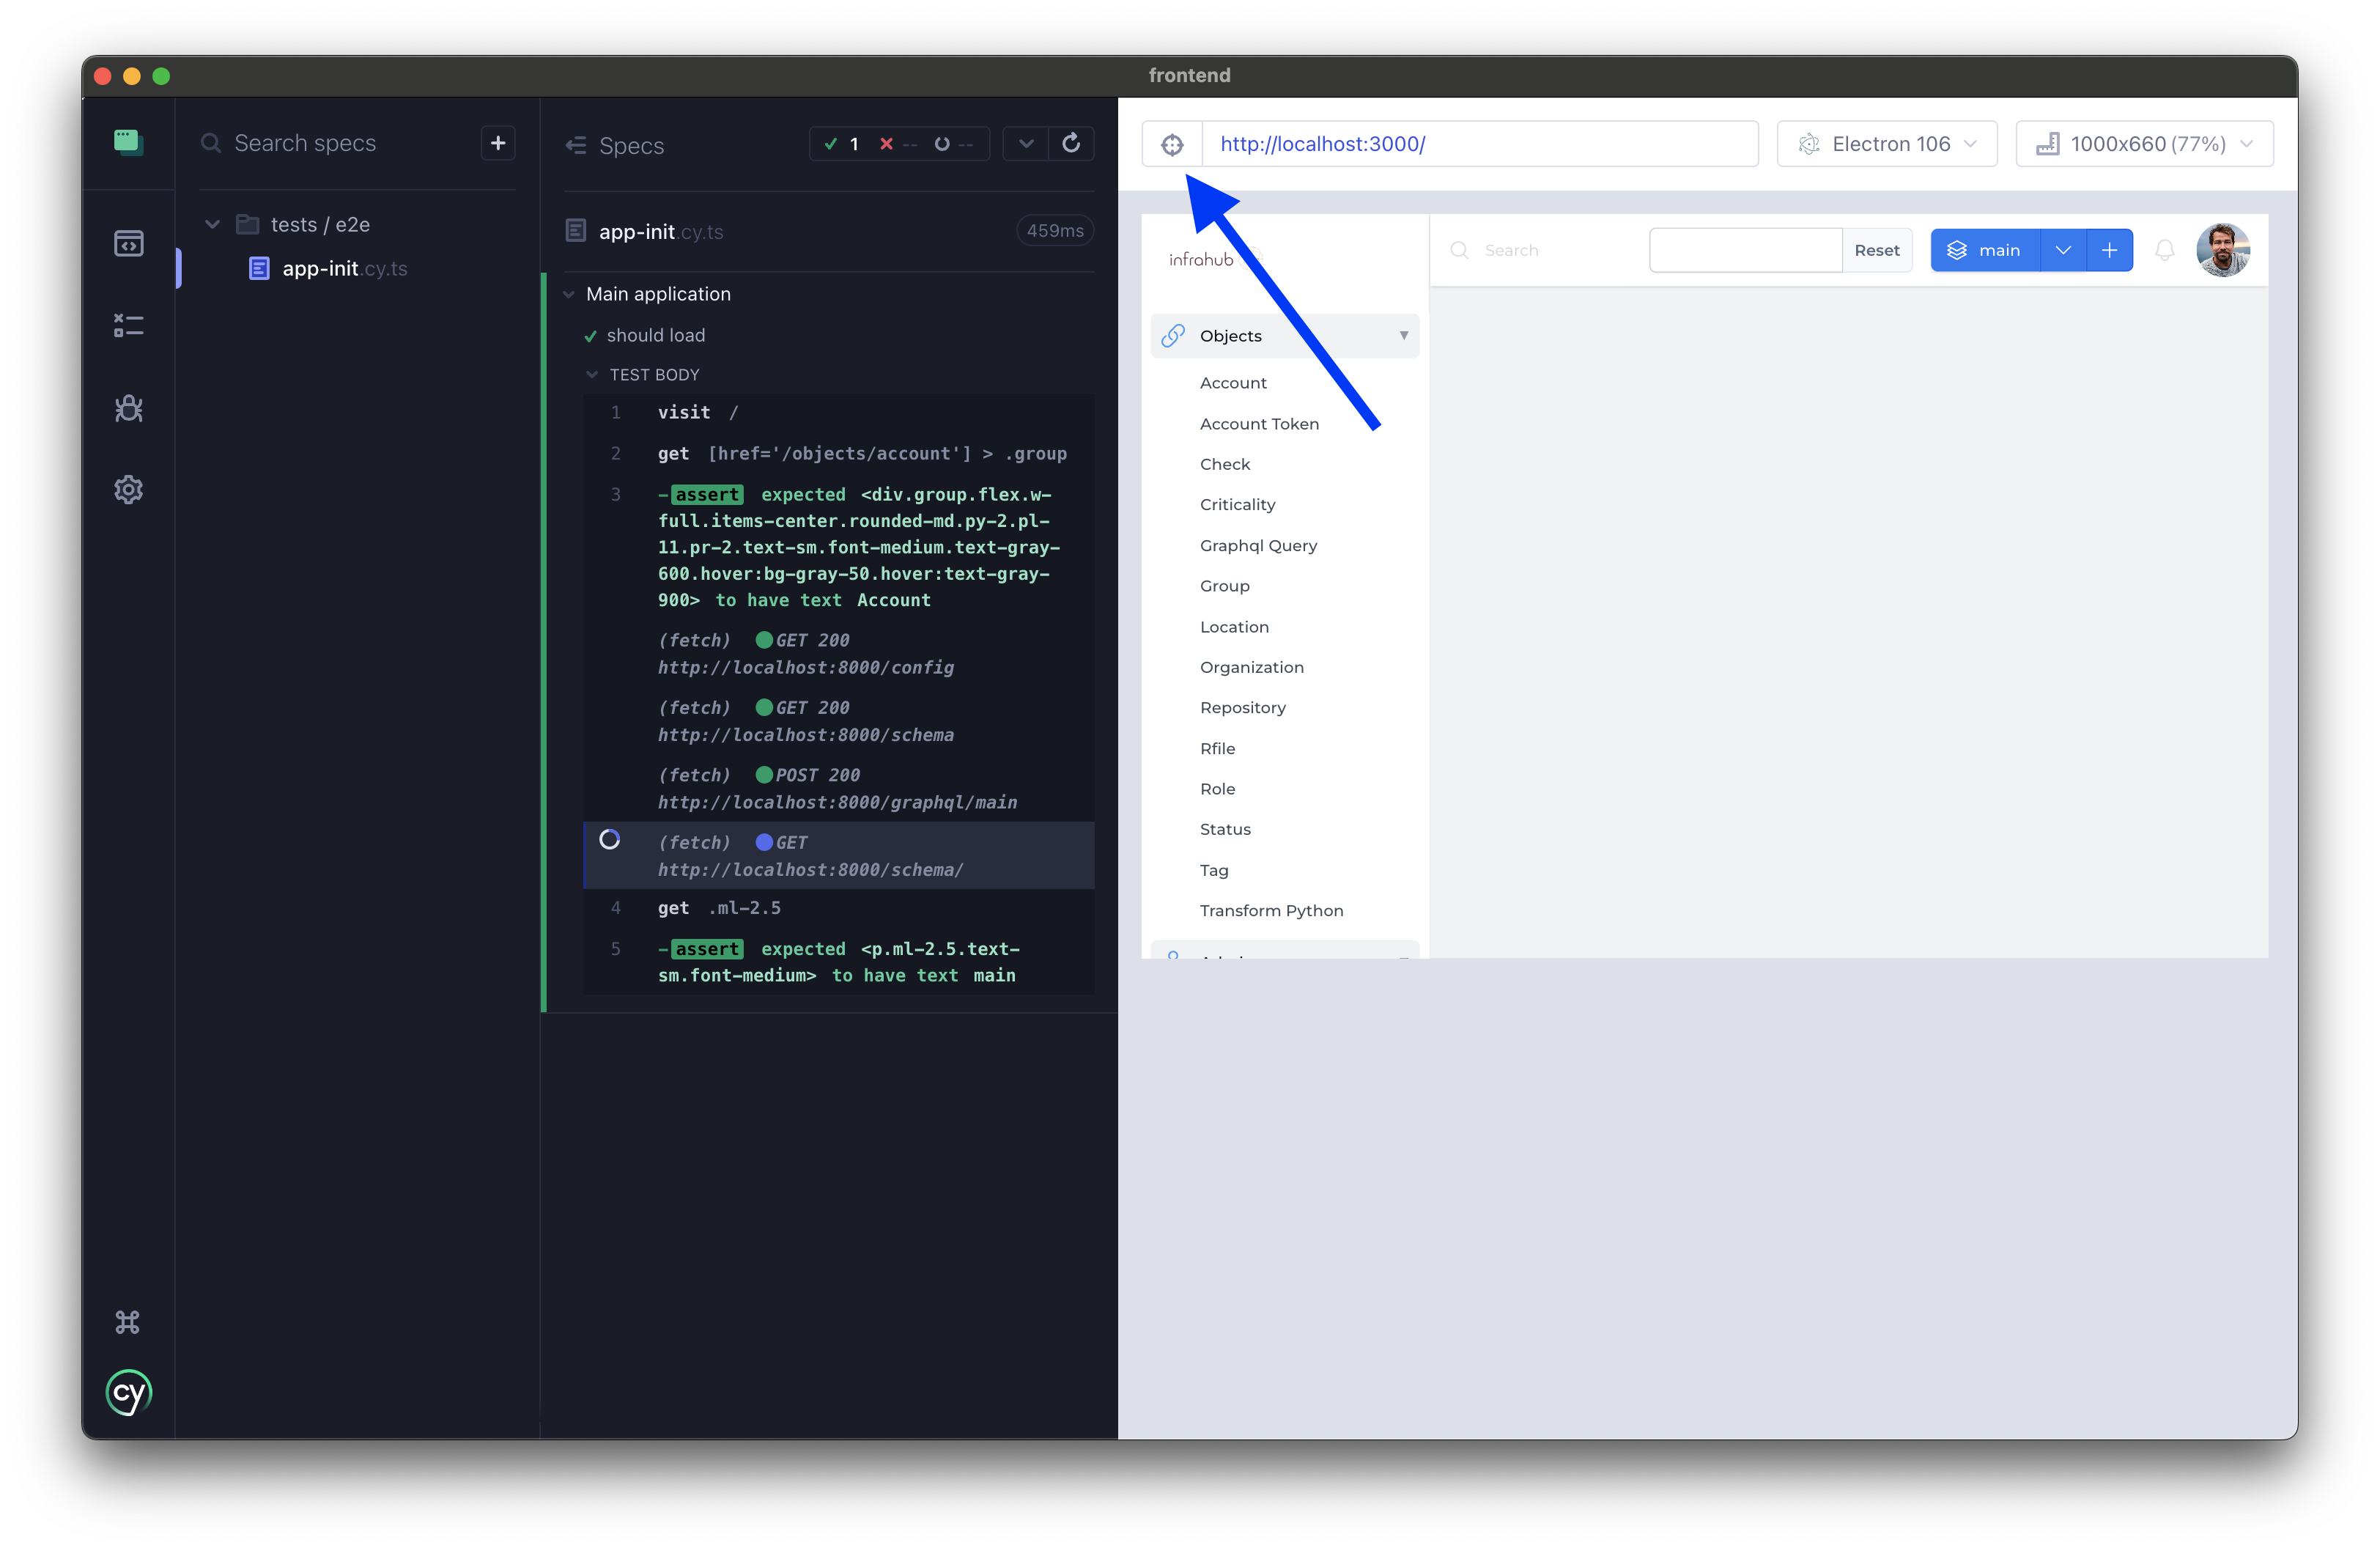 frontend
Search specs
+
tests / e2e
app-init.cy.ts
Specs
1 -- --
app-init.cy.ts
459ms
Main application
should load
TEST BODY
1 visit /
2 get [href='/objects/account'] > .group
3 -assert expected <div.group.flex.w-
full.items-center.rounded-md.py-2.pl-
11.pr-2.text-sm.font-medium.text-gray-
600.hover:bg-gray-50.hover:text-gray-
900> to have text Account
(fetch) GET 200
http://localhost:8000/config
(fetch) GET 200
http://localhost:8000/schema
(fetch) POST 200
http://localhost:8000/graphql/main
(fetch) GET
http://localhost:8000/schema/
4 get .ml-2.5
5 -assert expected <p.ml-2.5.text-
sm.font-medium> to have text main
cy
http://localhost:3000/
Electron 106
1000x660 (77%)
infrahub
Search
Reset
main
+
Objects
Account
Account Token
Check
Criticality
Graphql Query
Group
Location
Organization
Repository
Rfile
Role
Status
Tag
Transform Python